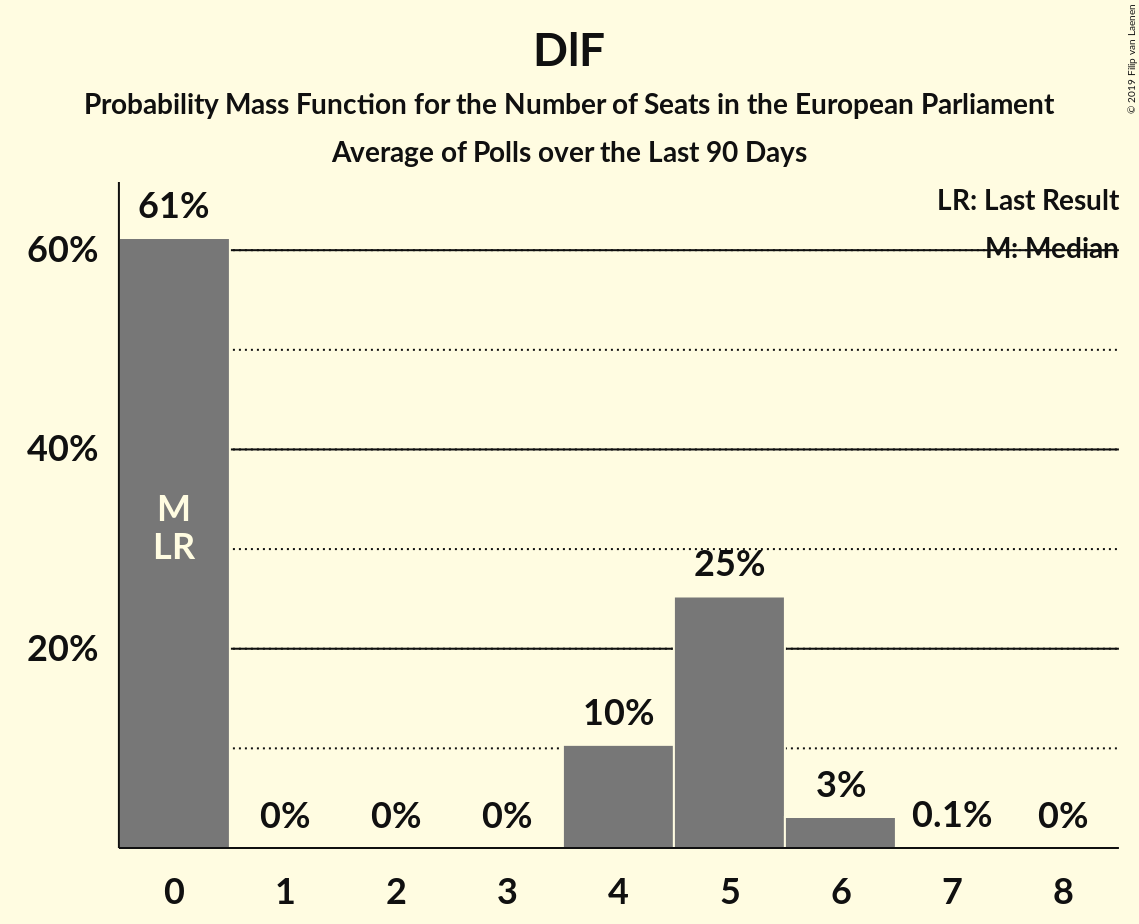 DlF
Probability Mass Function for the Number of Seats in the European Parliament
Average of Polls over the Last 90 Days
© 2019 Filip van Laenen
LR: Last Result
M: Median
61%
60%
40%
20%
M
LR
0%
0%
0%
10%
25%
3%
0.1%
0%
0 1 2 3 4 5 6 7 8